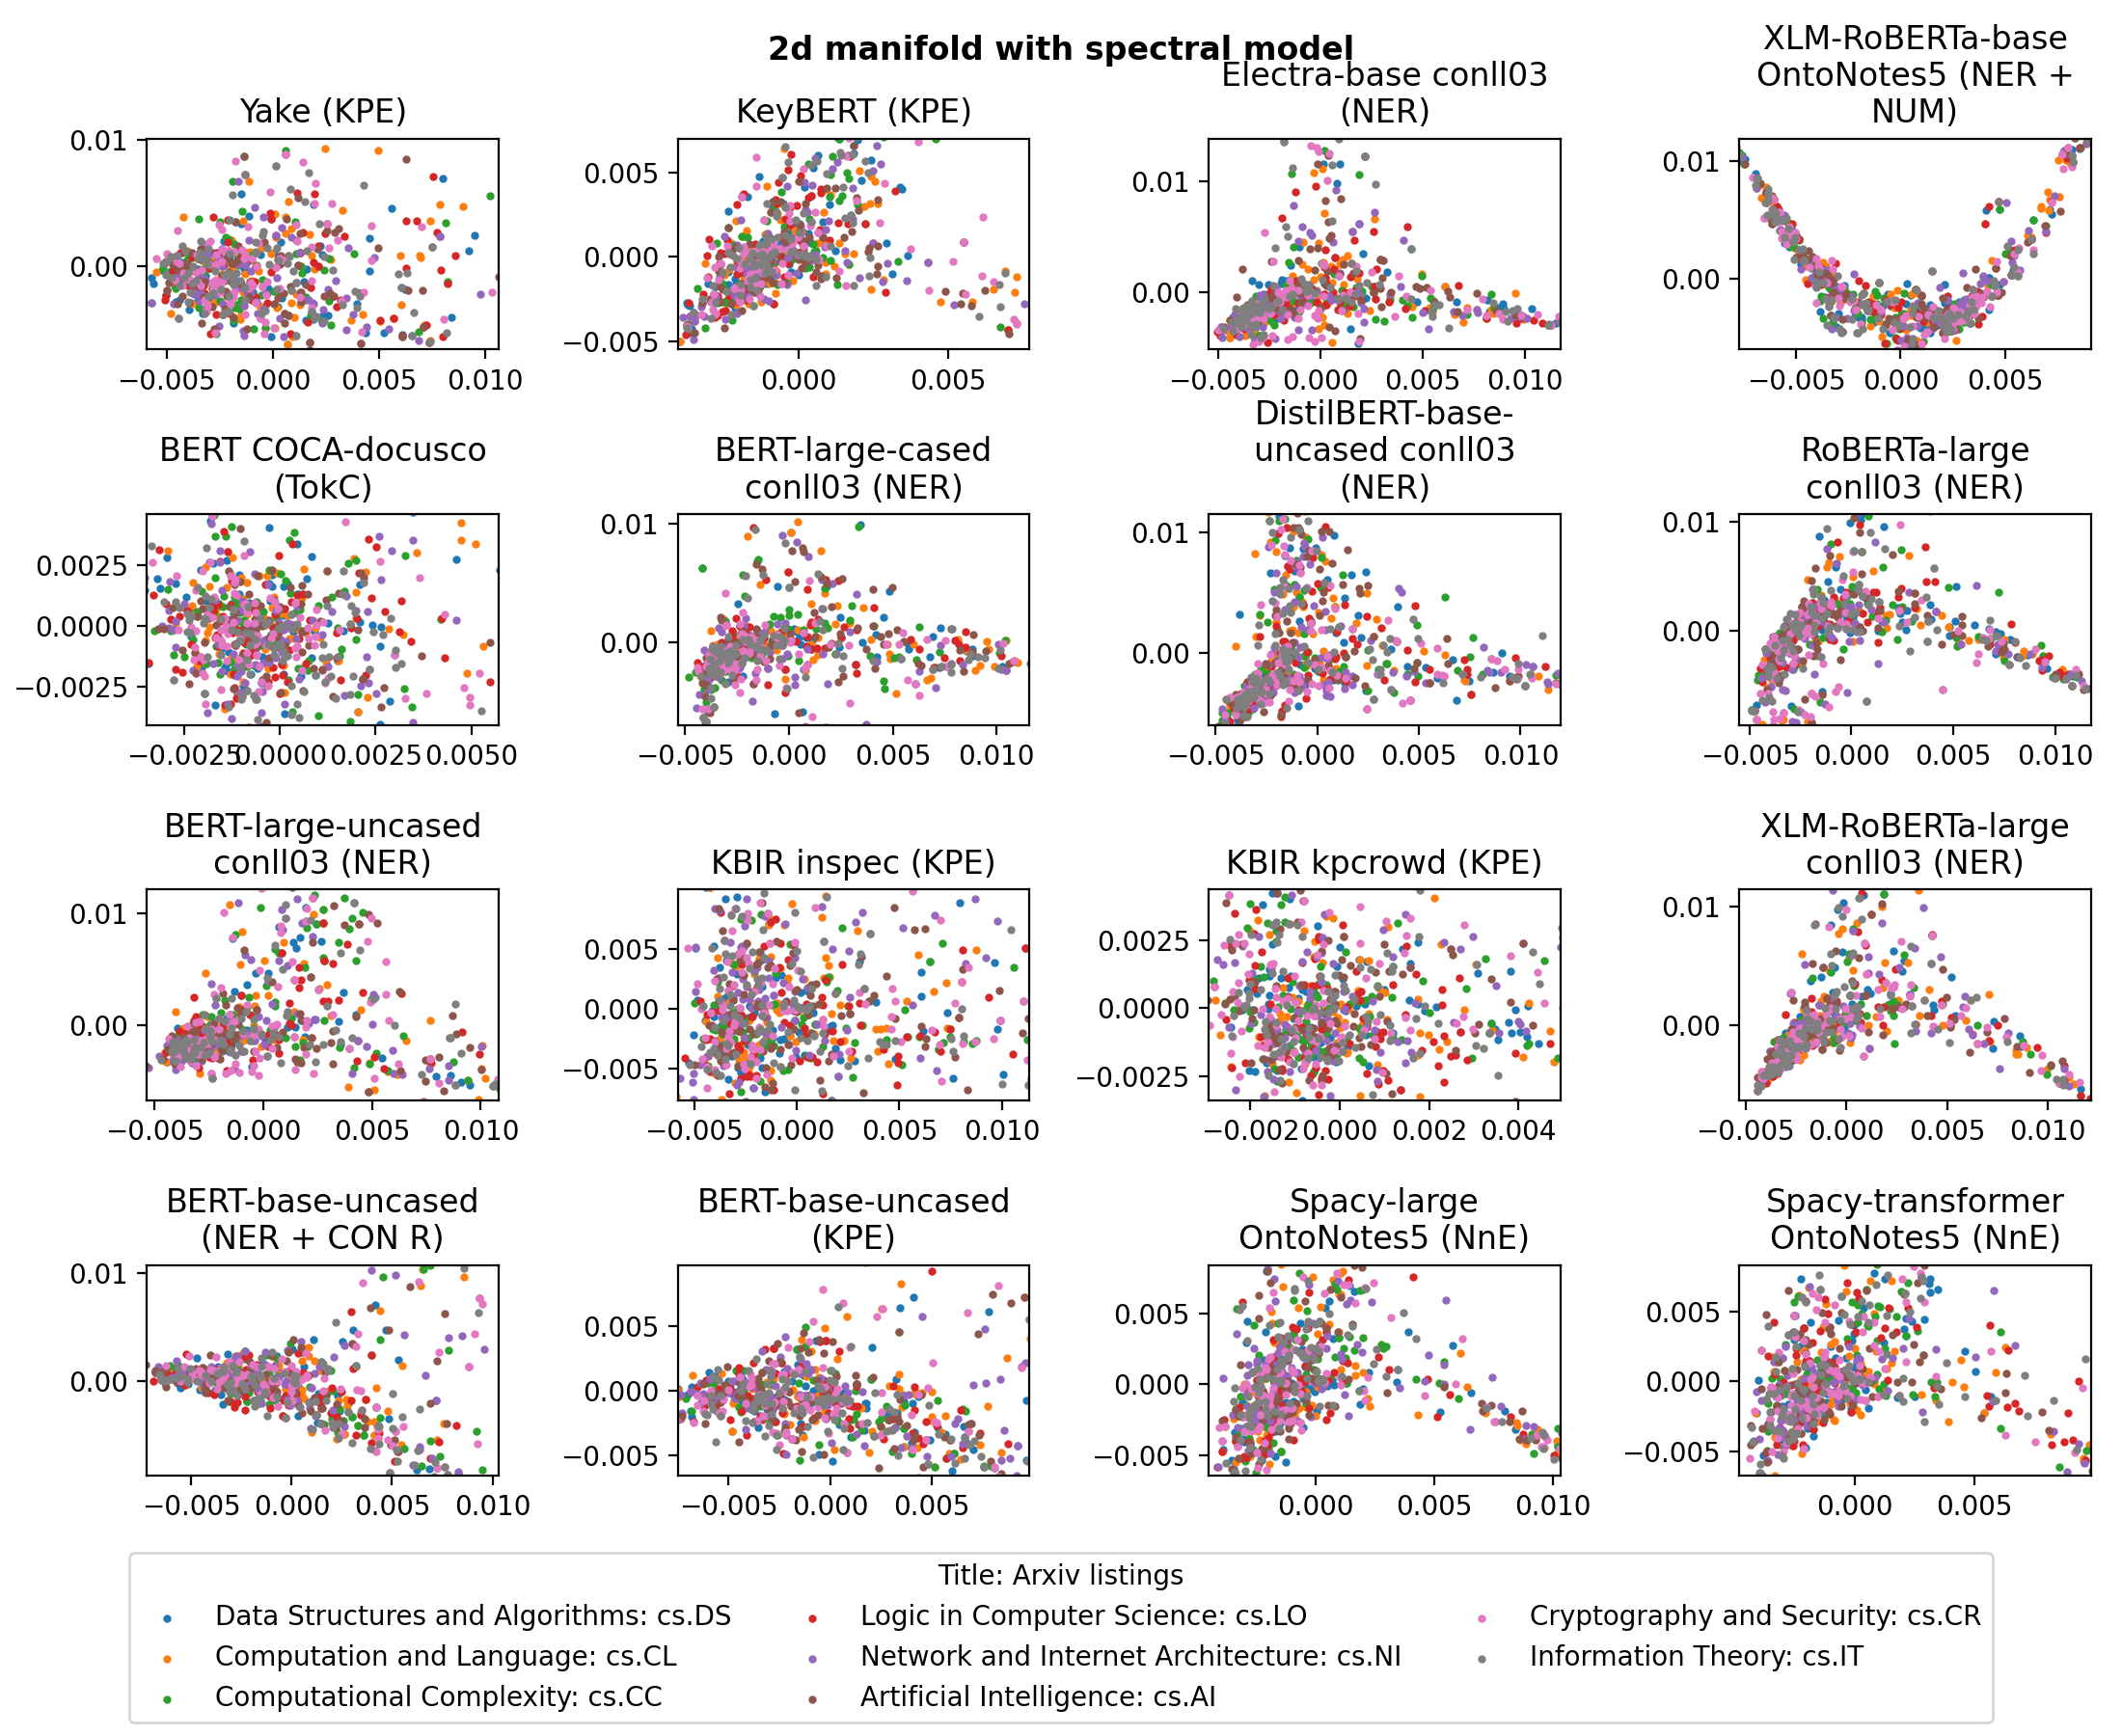 2d manifold with spectral model
Yake (KPE)
0.01
0.00
−0.005 0.000 0.005 0.010
KeyBERT (KPE)
0.005
0.000
−0.005
0.000 0.005
Electra-base conll03
(NER)
0.01
0.00
−0.005 0.000 0.005 0.010
XLM-RoBERTa-base
OntoNotes5 (NER +
NUM)
0.01
0.00
−0.005 0.000 0.005
BERT COCA-docusco
(TokC)
0.0025
0.0000
−0.0025
−0.0025 0.0000 0.0025 0.0050
BERT-large-cased
conll03 (NER)
0.01
0.00
−0.005 0.000 0.005 0.010
DistilBERT-base-
uncased conll03
(NER)
0.01
0.00
−0.005 0.000 0.005 0.010
RoBERTa-large
conll03 (NER)
0.01
0.00
−0.005 0.000 0.005 0.010
BERT-large-uncased
conll03 (NER)
0.01
0.00
−0.005 0.000 0.005 0.010
KBIR inspec (KPE)
0.005
0.000
−0.005
−0.005 0.000 0.005 0.010
KBIR kpcrowd (KPE)
0.0025
0.0000
−0.0025
−0.002 0.000 0.002 0.004
XLM-RoBERTa-large
conll03 (NER)
0.01
0.00
−0.005 0.000 0.005 0.010
BERT-base-uncased
(NER + CON R)
0.01
0.00
−0.005 0.000 0.005 0.010
BERT-base-uncased
(KPE)
0.005
0.000
−0.005
−0.005 0.000 0.005
Spacy-large
OntoNotes5 (NnE)
0.005
0.000
−0.005
0.000 0.005 0.010
Spacy-transformer
OntoNotes5 (NnE)
0.005
0.000
−0.005
0.000 0.005
Title: Arxiv listings
Data Structures and Algorithms: cs.DS
Computation and Language: cs.CL
Computational Complexity: cs.CC
Logic in Computer Science: cs.LO
Network and Internet Architecture: cs.NI
Artificial Intelligence: cs.AI
Cryptography and Security: cs.CR
Information Theory: cs.IT